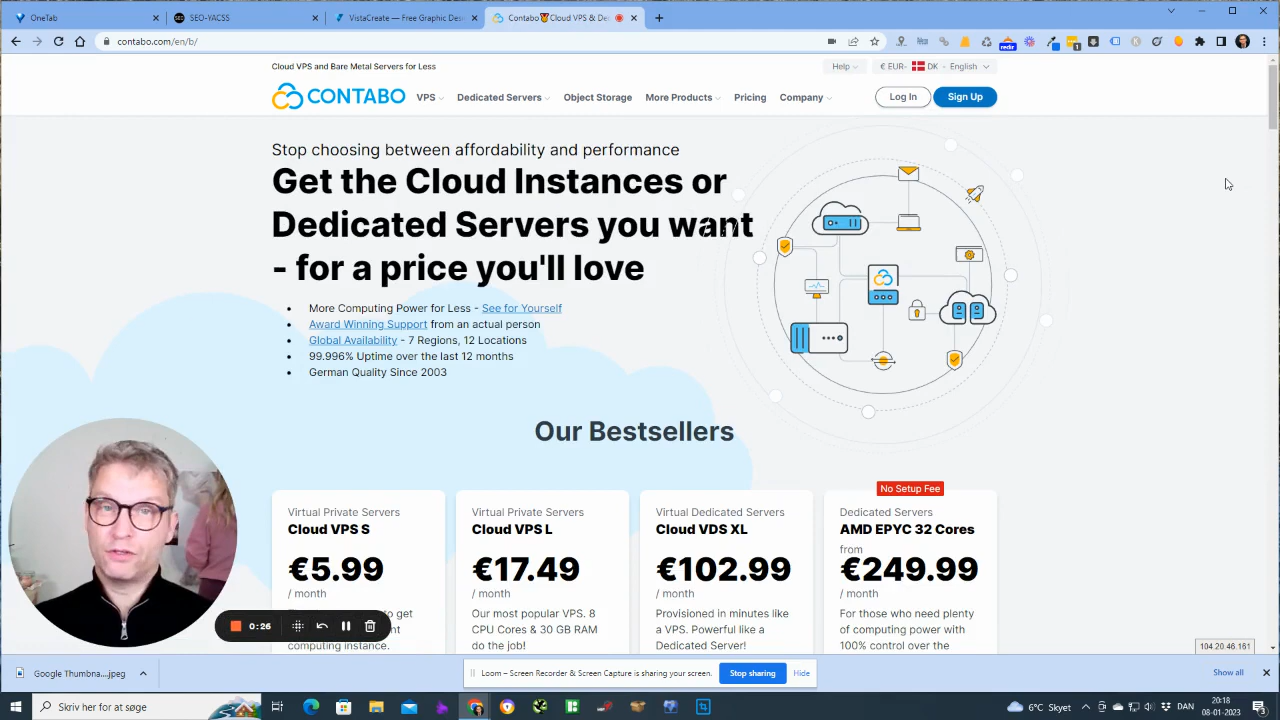 OneTab
SEO-YACSS
VistaCreate — Free Graphic Des
Contabo🏅Cloud VPS & De
contabo.com/en/b/
redir
Cloud VPS and Bare Metal Servers for Less
Help
€ EUR
DK - English
CONTABO
VPS
Dedicated Servers
Object Storage
More Products
Pricing
Company
Log In
Sign Up
Stop choosing between affordability and performance
Get the Cloud Instances or
Dedicated Servers you want
- for a price you'll love
More Computing Power for Less - See for Yourself
Award Winning Support from an actual person
Global Availability - 7 Regions, 12 Locations
99.996% Uptime over the last 12 months
German Quality Since 2003
Our Bestsellers
No Setup Fee
Virtual Private Servers
Cloud VPS S
€5.99
/ month
to get
computing instance.
Virtual Private Servers
Cloud VPS L
€17.49
/ month
Our most popular VPS. 8
CPU Cores & 30 GB RAM
do the job!
Virtual Dedicated Servers
Cloud VDS XL
€102.99
/ month
Provisioned in minutes like
a VPS. Powerful like a
Dedicated Server!
Dedicated Servers
AMD EPYC 32 Cores
from
€249.99
/ month
For those who need plenty
of computing power with
100% control over the
0:26
104.20.46.161
Google Thumbna....jpeg
Loom – Screen Recorder & Screen Capture is sharing your screen.
Stop sharing
Hide
Show all
Skriv her for at søge
6°C Skyet
DAN
20:18
08-01-2023